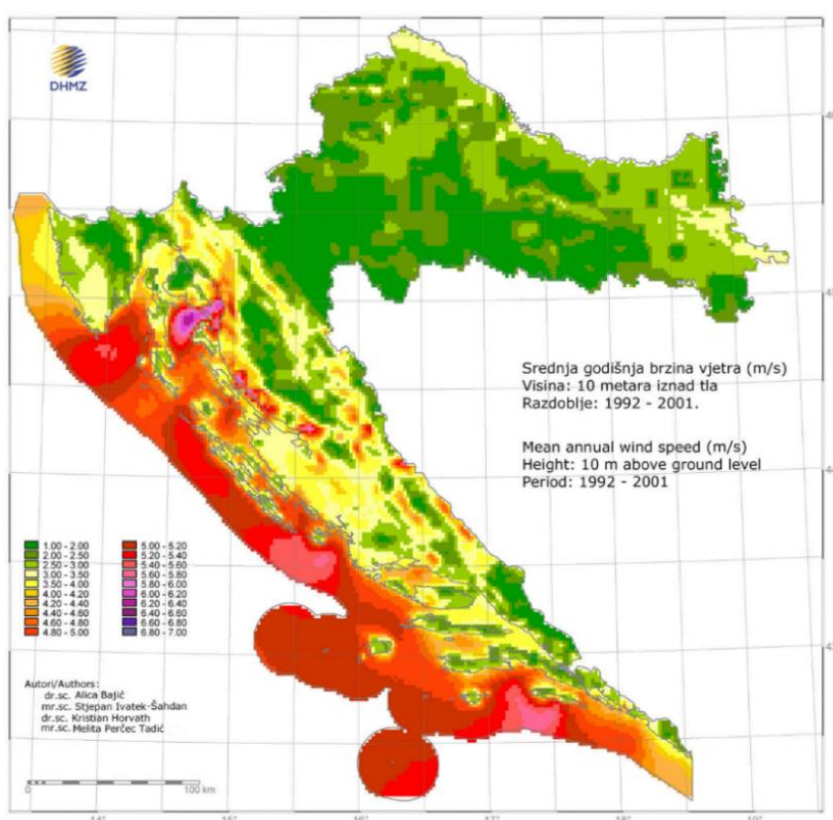 DHMZ
Srednja godišnja brzina vjetra (m/s)
Visina: 10 metara iznad tla
Razdoblje: 1992 - 2001.
Mean annual wind speed (m/s)
Height: 10 m above ground level
Period: 1992 - 2001
1.00 - 2.00
2.00 - 2.50
2.50 - 3.00
3.00 - 3.50
3.50 - 4.00
4.00 - 4.20
4.20 - 4.40
4.40 - 4.60
4.60 - 4.80
4.80 - 5.00
5.00 - 5.20
5.20 - 5.40
5.40 - 5.60
5.60 - 5.80
5.80 - 6.00
6.00 - 6.20
6.20 - 6.40
6.40 - 6.60
6.60 - 6.80
6.80 - 7.00
Autori/Authors:
dr.sc. Alica Bajić
mr.sc. Stjepan Ivatek-Šahdan
dr.sc. Kristian Horvath
mr.sc. Melita Perčec Tadić
0
100 km